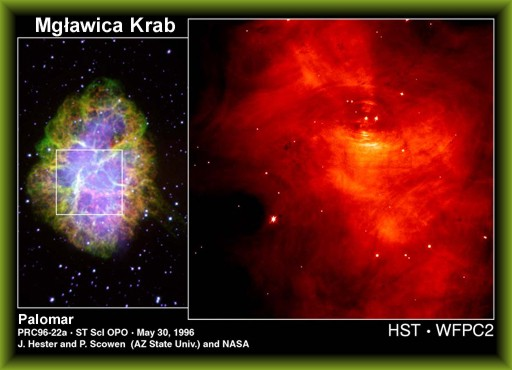 Mgławica Krab
Palomar
PRC96-22a • ST ScI OPO • May 30, 1996
J. Hester and P. Scowen (AZ State Univ.) and NASA
HST • WFPC2